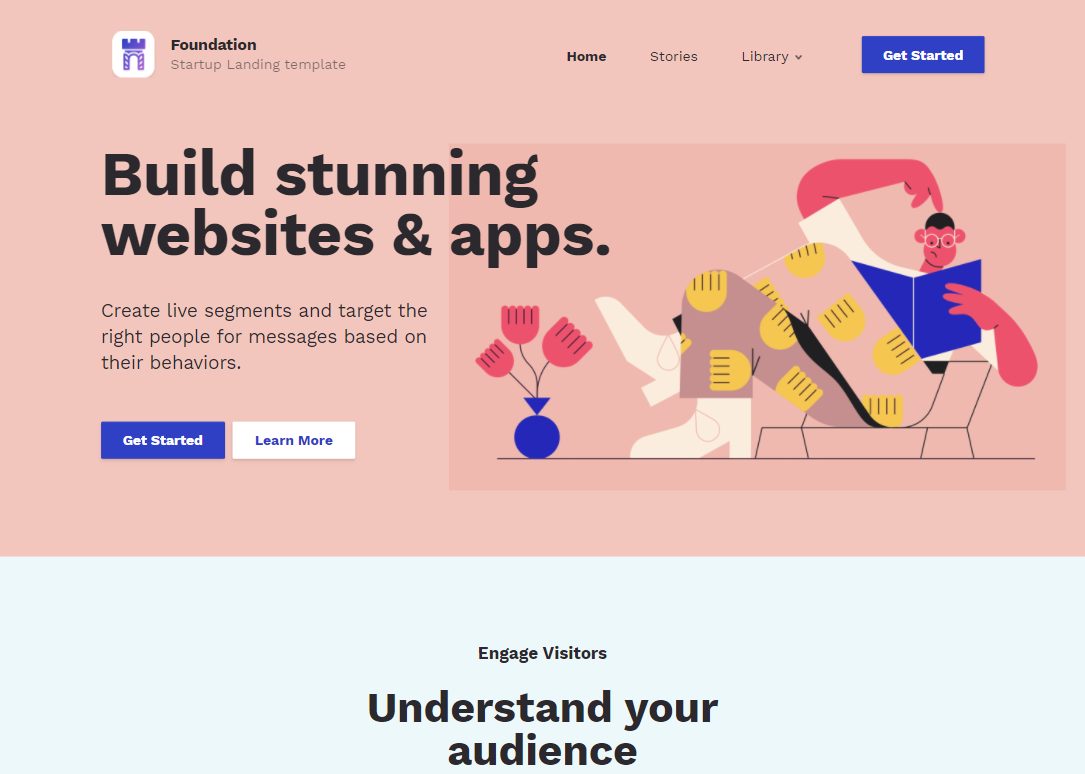 Foundation
Startup Landing template
Home
Stories
Library
Get Started
Build stunning
websites & apps.
Create live segments and target the
right people for messages based on
their behaviors.
Get Started
Learn More
Engage Visitors
Understand your
audience